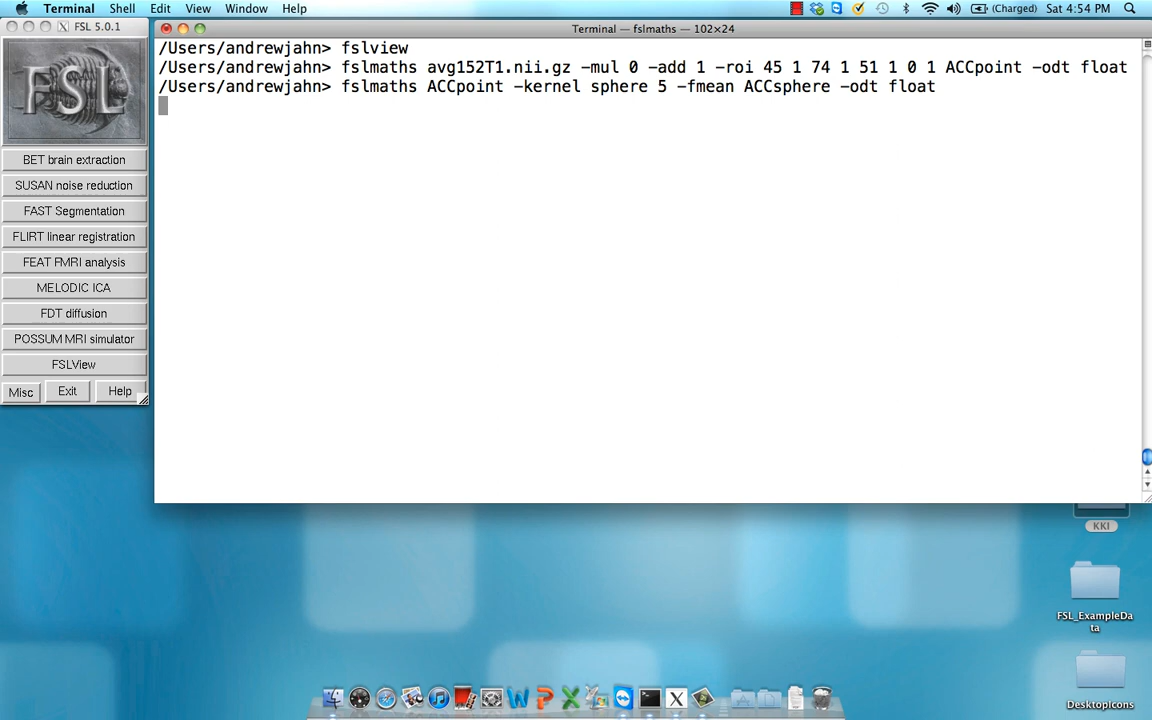 Terminal Shell Edit View Window Help (Charged) Sat 4:54 PM
X FSL 5.0.1
FSL
BET brain extraction
SUSAN noise reduction
FAST Segmentation
FLIRT linear registration
FEAT FMRI analysis
MELODIC ICA
FDT diffusion
POSSUM MRI simulator
FSLView
Misc Exit Help
Terminal — fslmaths — 102×24
/Users/andrewjahn> fslview
/Users/andrewjahn> fslmaths avg152T1.nii.gz -mul 0 -add 1 -roi 45 1 74 1 51 1 0 1 ACCpoint -odt float
/Users/andrewjahn> fslmaths ACCpoint -kernel sphere 5 -fmean ACCsphere -odt float
KKI
FSL_ExampleDa
ta
DesktopIcons